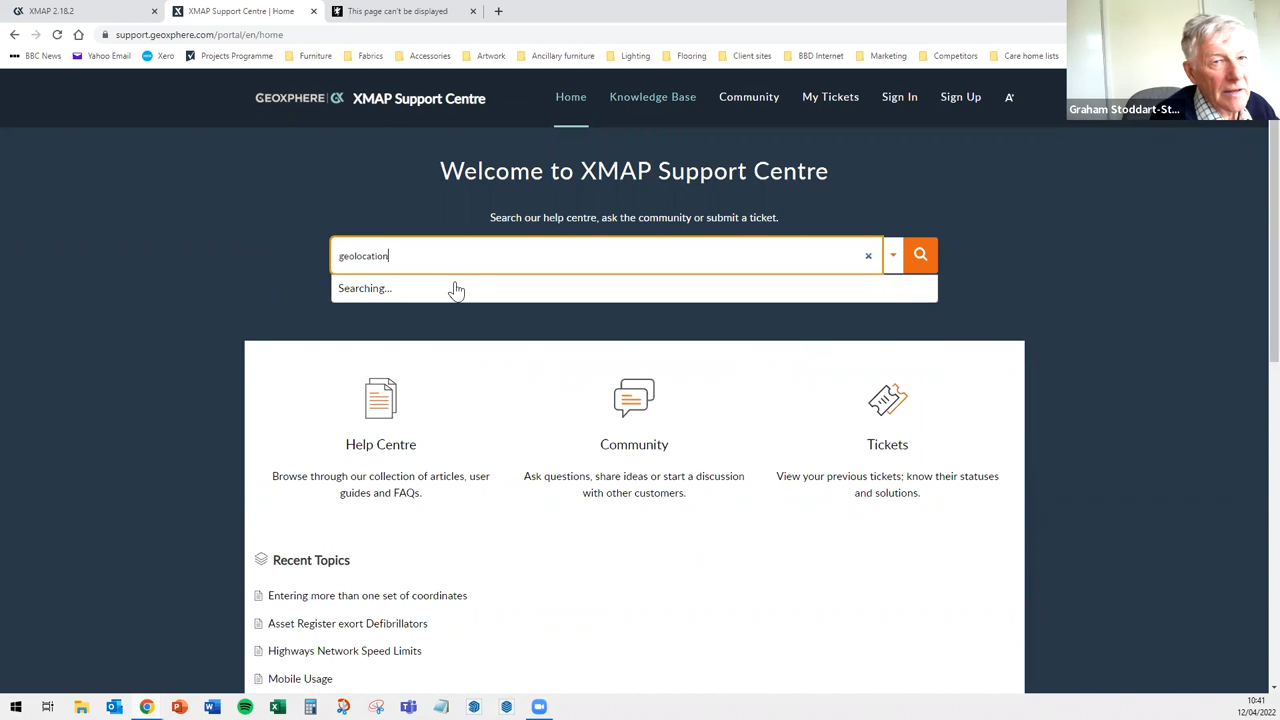 XMAP 2.18.2
XMAP Support Centre | Home
This page can't be displayed
support.geoxphere.com/portal/en/home
BBC News
Yahoo Email
Xero
Projects Programme
Furniture
Fabrics
Accessories
Artwork
Ancillary furniture
Lighting
Flooring
Client sites
BBD Internet
Marketing
Competitors
Care home lists
Graham Stoddart-St...
GEOXPHERE
XMAP Support Centre
Home
Knowledge Base
Community
My Tickets
Sign In
Sign Up
A
Welcome to XMAP Support Centre
Search our help centre, ask the community or submit a ticket.
geolocation
Searching...
Help Centre
Browse through our collection of articles, user
guides and FAQs.
Community
Ask questions, share ideas or start a discussion
with other customers.
Tickets
View your previous tickets; know their statuses
and solutions.
Recent Topics
Entering more than one set of coordinates
Asset Register exort Defibrillators
Highways Network Speed Limits
Mobile Usage
10:41
12/04/2022